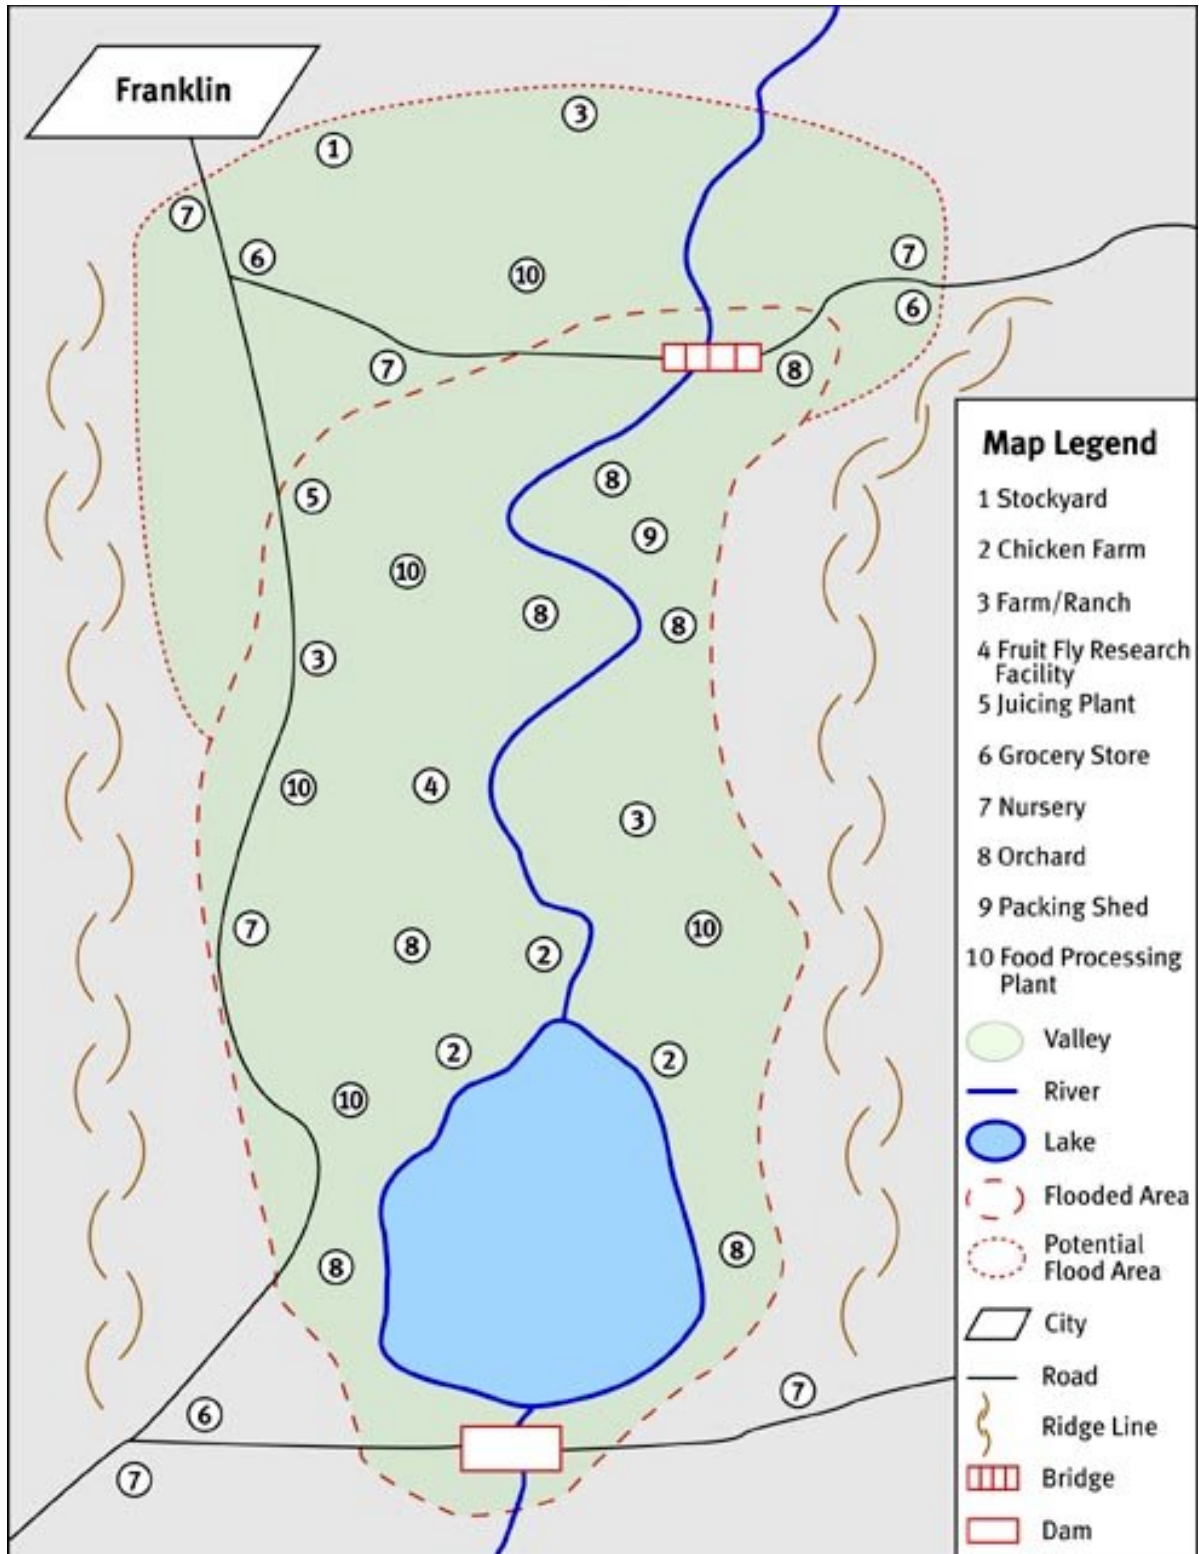 Franklin
3
1
7
6
10
7
6
7
8
5
8
9
10
8
8
3
10
4
3
7
8
2
10
2
2
10
8
8
7
6
7
Map Legend
1 Stockyard
2 Chicken Farm
3 Farm/Ranch
4 Fruit Fly Research
Facility
5 Juicing Plant
6 Grocery Store
7 Nursery
8 Orchard
9 Packing Shed
10 Food Processing
Plant
Valley
River
Lake
Flooded Area
Potential
Flood Area
City
Road
Ridge Line
Bridge
Dam